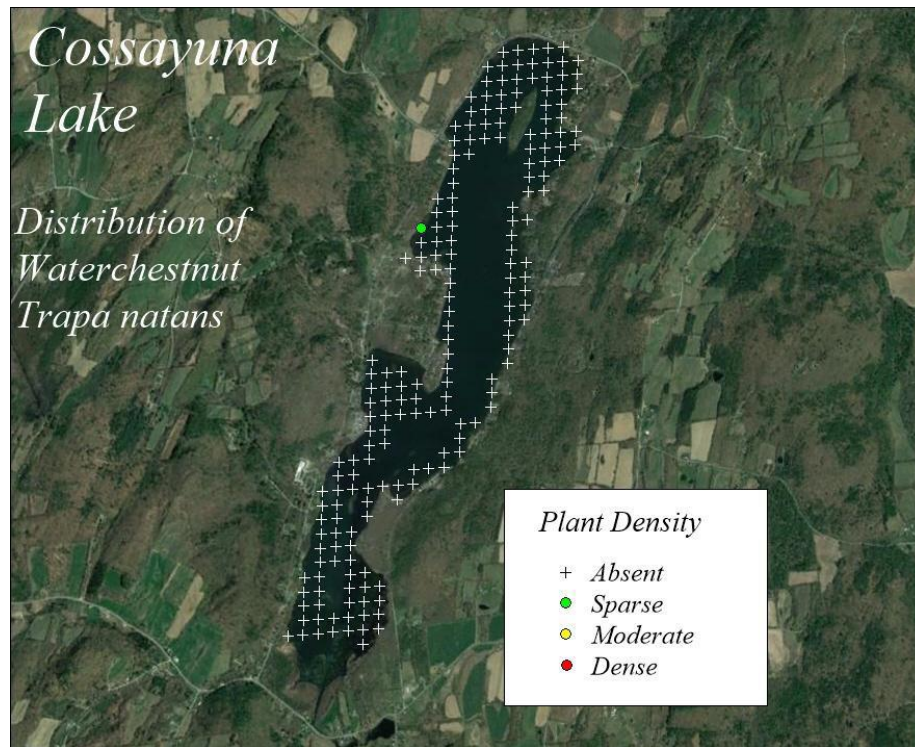 Cossayuna
Lake
Distribution of
Waterchestnut
Trapa natans
Plant Density
Absent
Sparse
Moderate
Dense